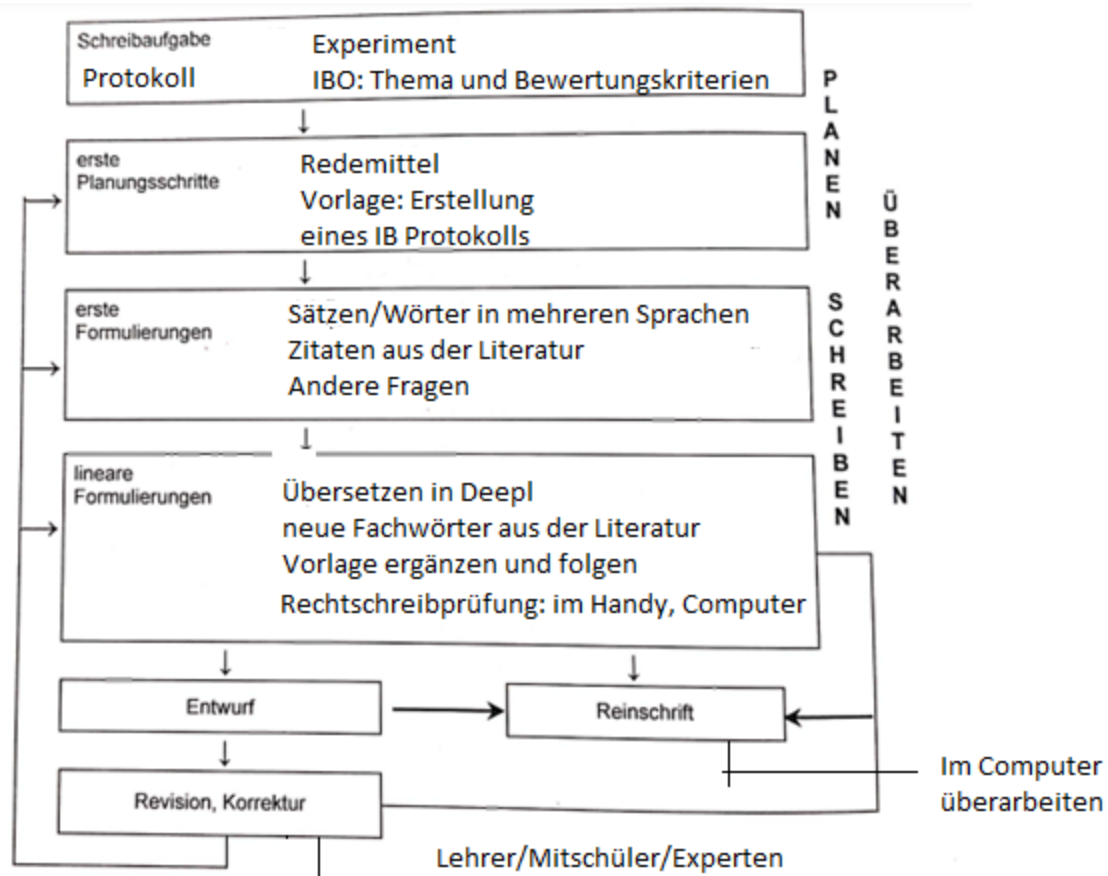 Schreibaufgabe
Experiment
Protokoll
IBO: Thema und Bewertungskriterien
PLANEN
erste
Planungsschritte
Redemittel
Vorlage: Erstellung
eines IB Protokolls
ÜBERARBEITEN
erste
Formulierungen
Sätzen/Wörter in mehreren Sprachen
Zitaten aus der Literatur
Andere Fragen
SCHREIBEN
lineare
Formulierungen
Übersetzen in Deepl
neue Fachwörter aus der Literatur
Vorlage ergänzen und folgen
Rechtschreibprüfung: im Handy, Computer
Entwurf
Reinschrift
Im Computer
überarbeiten
Revision, Korrektur
Lehrer/Mitschüler/Experten